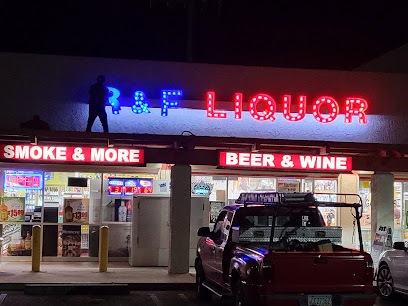 R & F LIQUOR
SMOKE & MORE
BEER & WINE